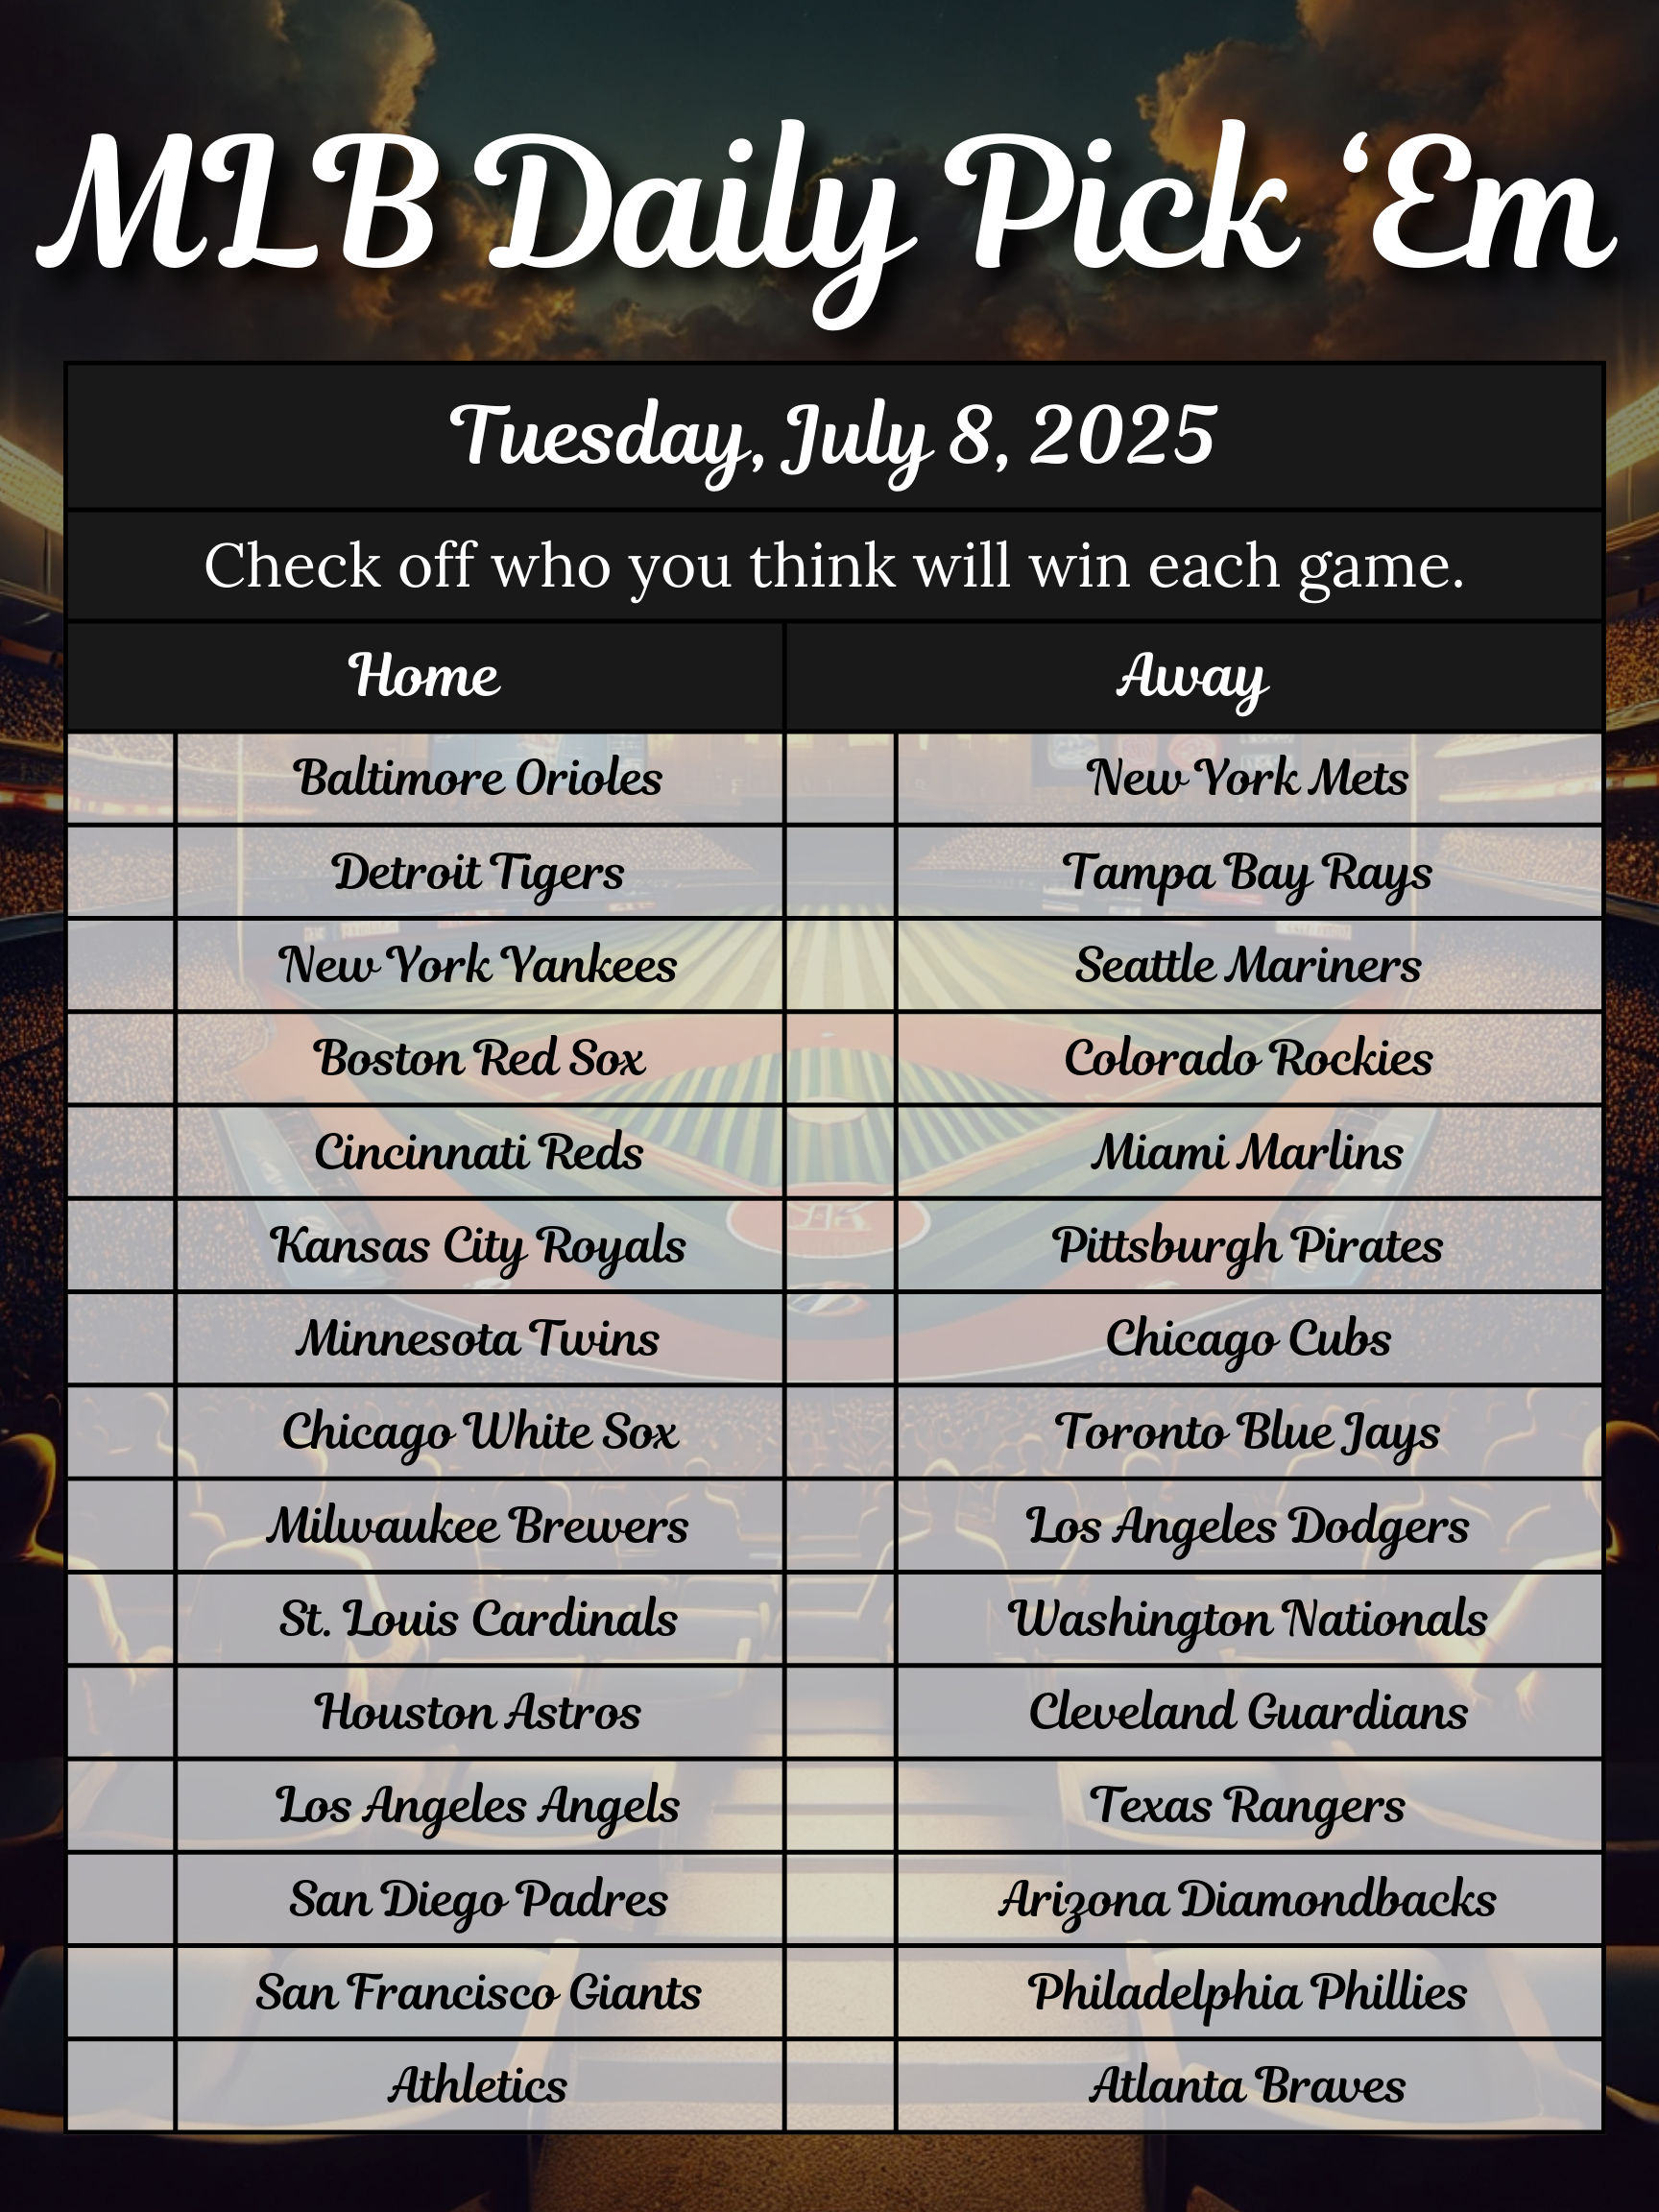 MLB Daily Pick ‘Em
Tuesday, July 8, 2025
Check off who you think will win each game.
Home Away
Baltimore Orioles New York Mets
Detroit Tigers Tampa Bay Rays
New York Yankees Seattle Mariners
Boston Red Sox Colorado Rockies
Cincinnati Reds Miami Marlins
Kansas City Royals Pittsburgh Pirates
Minnesota Twins Chicago Cubs
Chicago White Sox Toronto Blue Jays
Milwaukee Brewers Los Angeles Dodgers
St. Louis Cardinals Washington Nationals
Houston Astros Cleveland Guardians
Los Angeles Angels Texas Rangers
San Diego Padres Arizona Diamondbacks
San Francisco Giants Philadelphia Phillies
Athletics Atlanta Braves